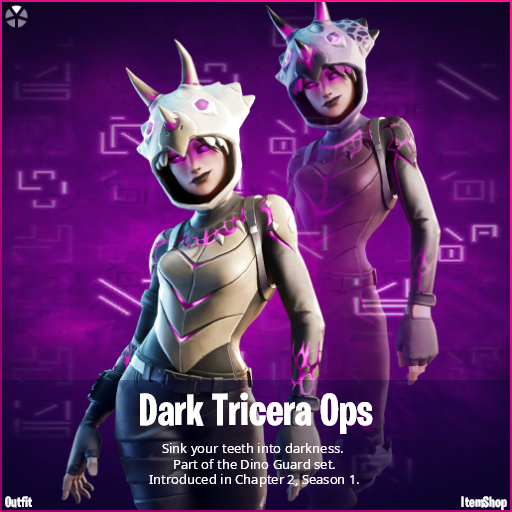 Dark Tricera Ops
Sink your teeth into darkness.
Part of the Dino Guard set.
Introduced in Chapter 2, Season 1.
Outfit
ItemShop